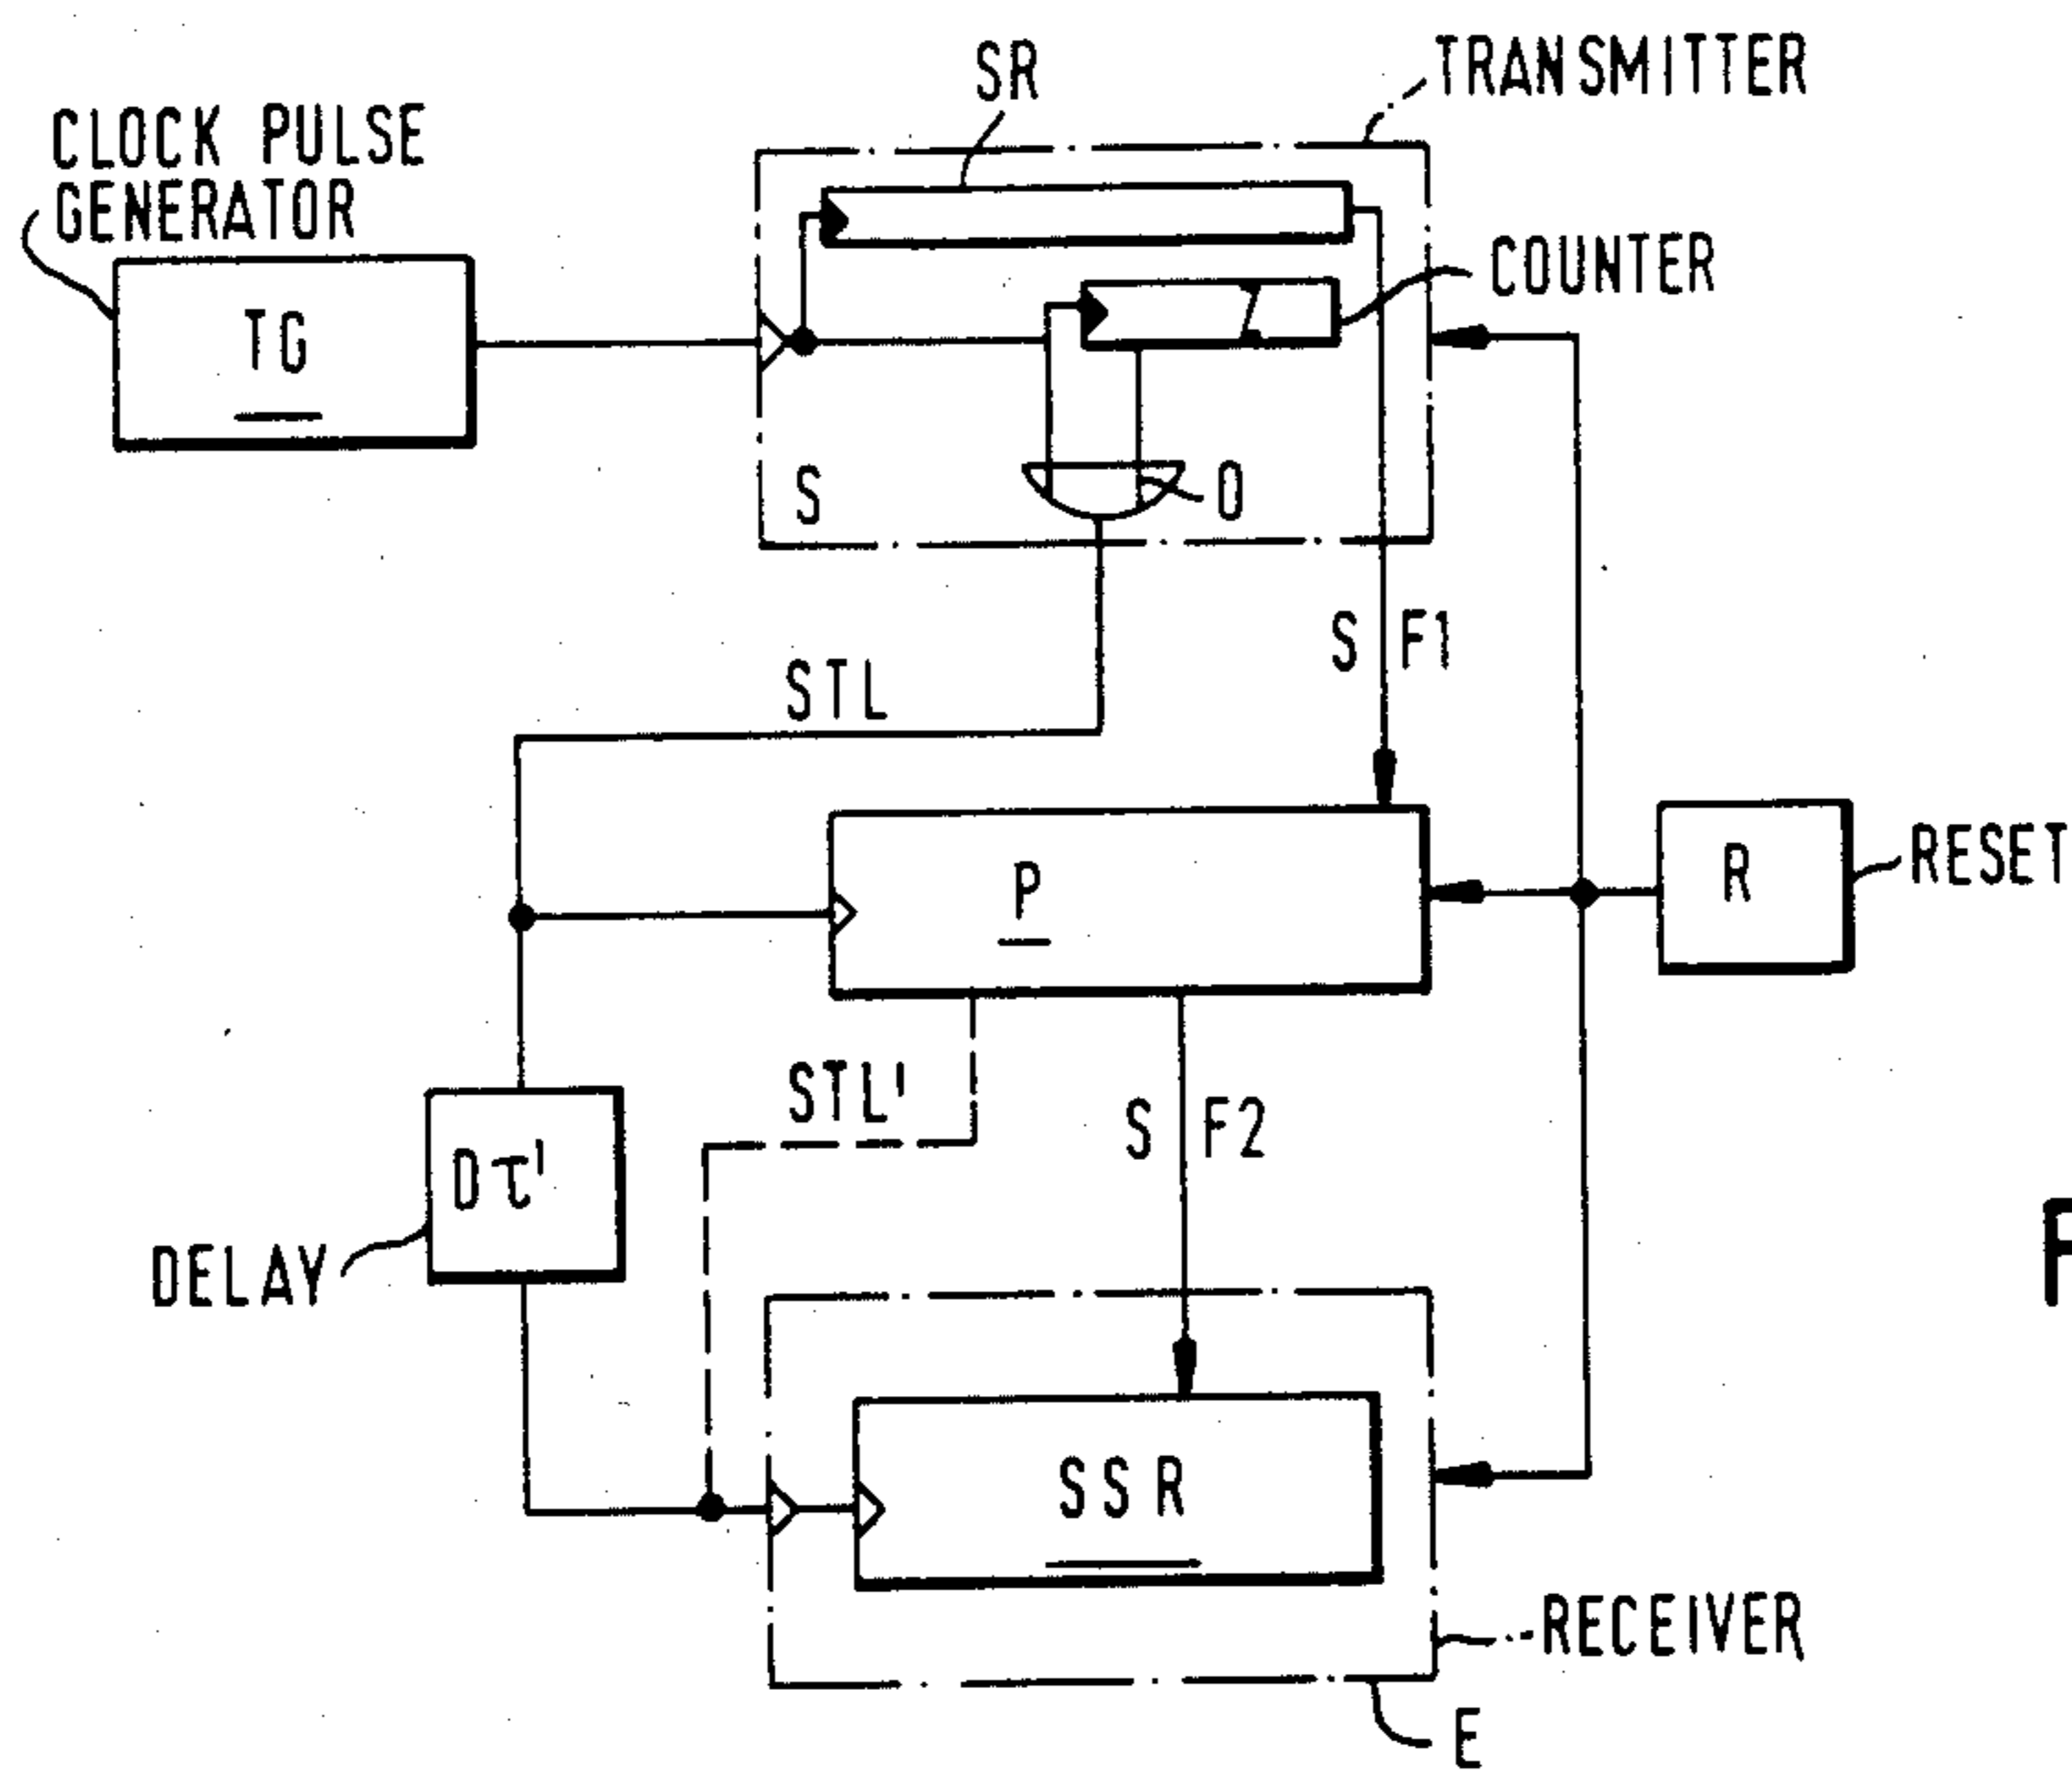 SR
TRANSMITTER
CLOCK PULSE
GENERATOR
COUNTER
TG
S
O
S F1
STL
P
R
RESET
STL'
S F2
Dτ'
DELAY
SSR
RECEIVER
E